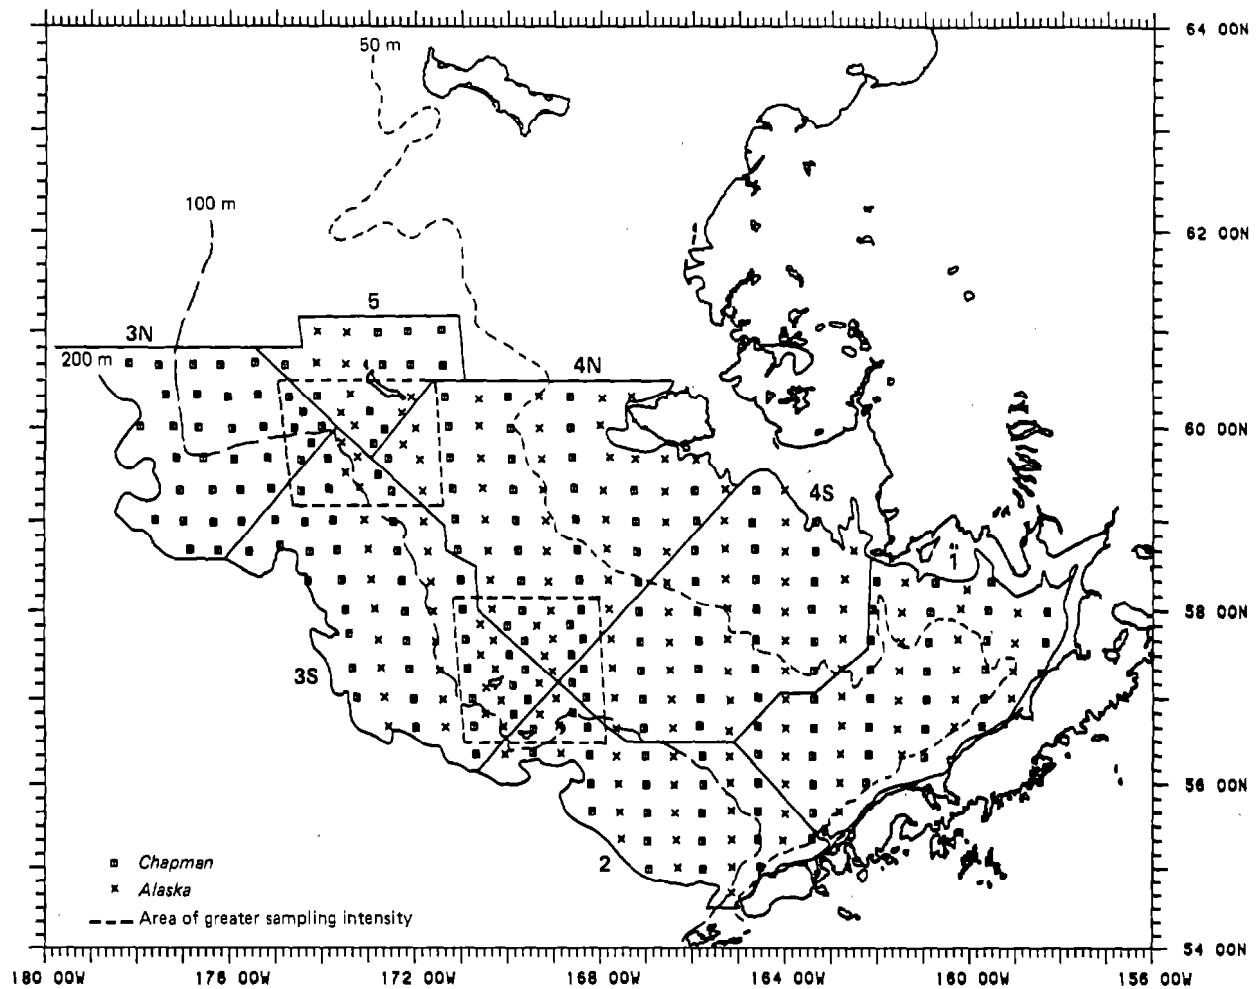 64 00N
50 m
100 m
62 00N
5
3N
200 m
4N
60 00N
4S
1
58 00N
3S
56 00N
2
Chapman
Alaska
Area of greater sampling intensity
54 00N
180 00W
176 00W
172 00W
168 00W
164 00W
160 00W
156 00W